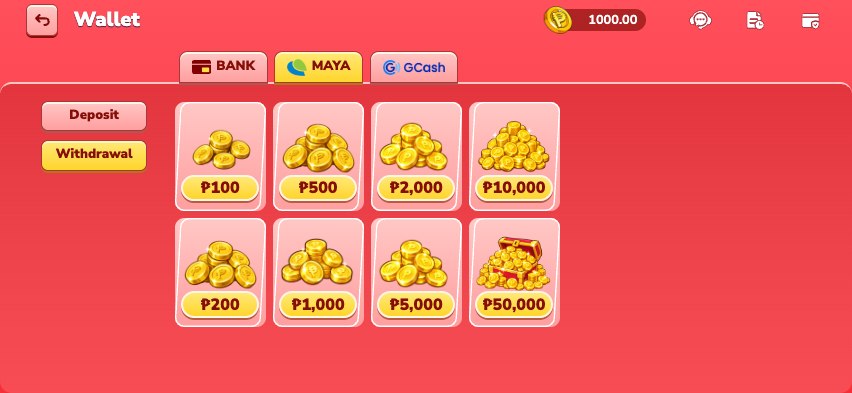 Wallet
1000.00
BANK
MAYA
GCash
Deposit
Withdrawal
₱100
₱500
₱2,000
₱10,000
₱200
₱1,000
₱5,000
₱50,000